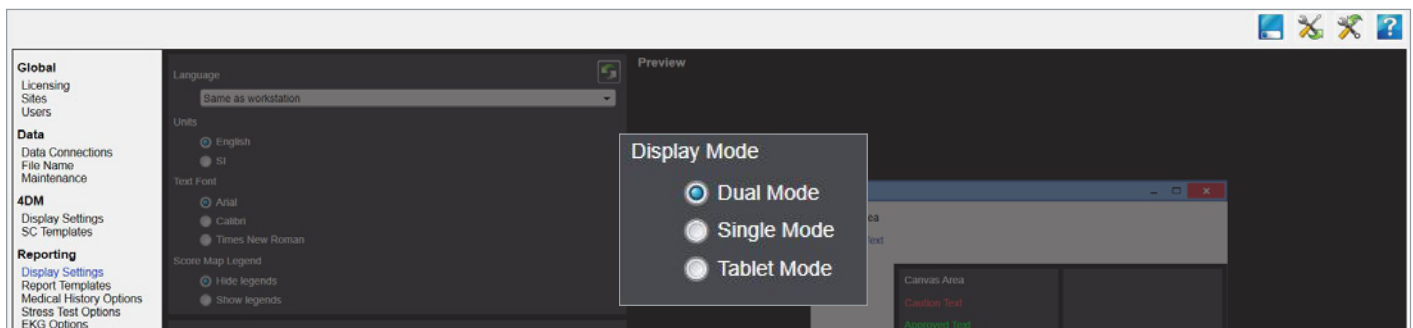 Global
Licensing
Sites
Users
Data
Data Connections
File Name
Maintenance
4DM
Display Settings
SC Templates
Reporting
Display Settings
Report Templates
Medical History Options
Stress Test Options
EKG Options
Language
Same as workstation
Units
English
SI
Text Font
Arial
Calibri
Times New Roman
Score Map Legend
Hide legends
Show legends
Preview
Display Mode
Dual Mode
Single Mode
Tablet Mode
ea
Text
Canvas Area
Caution Text
Approved Text
?